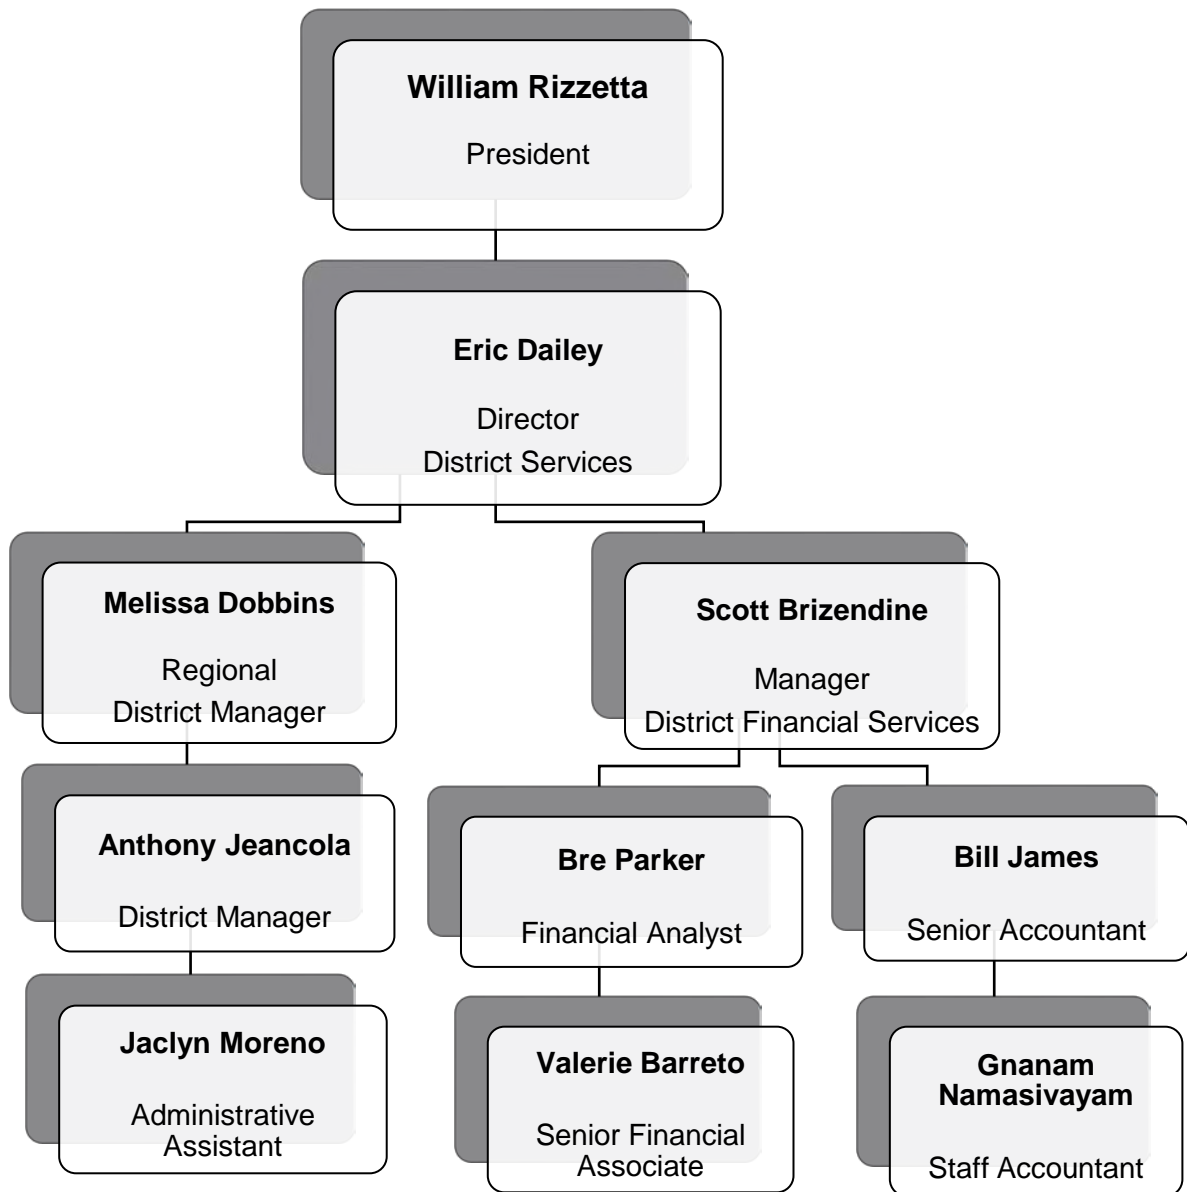 William Rizzetta
President
Eric Dailey
Director
District Services
Melissa Dobbins
Regional
District Manager
Scott Brizendine
Manager
District Financial Services
Anthony Jeancola
District Manager
Bre Parker
Financial Analyst
Bill James
Senior Accountant
Jaclyn Moreno
Administrative
Assistant
Valerie Barreto
Senior Financial
Associate
Gnanam
Namasivayam
Staff Accountant